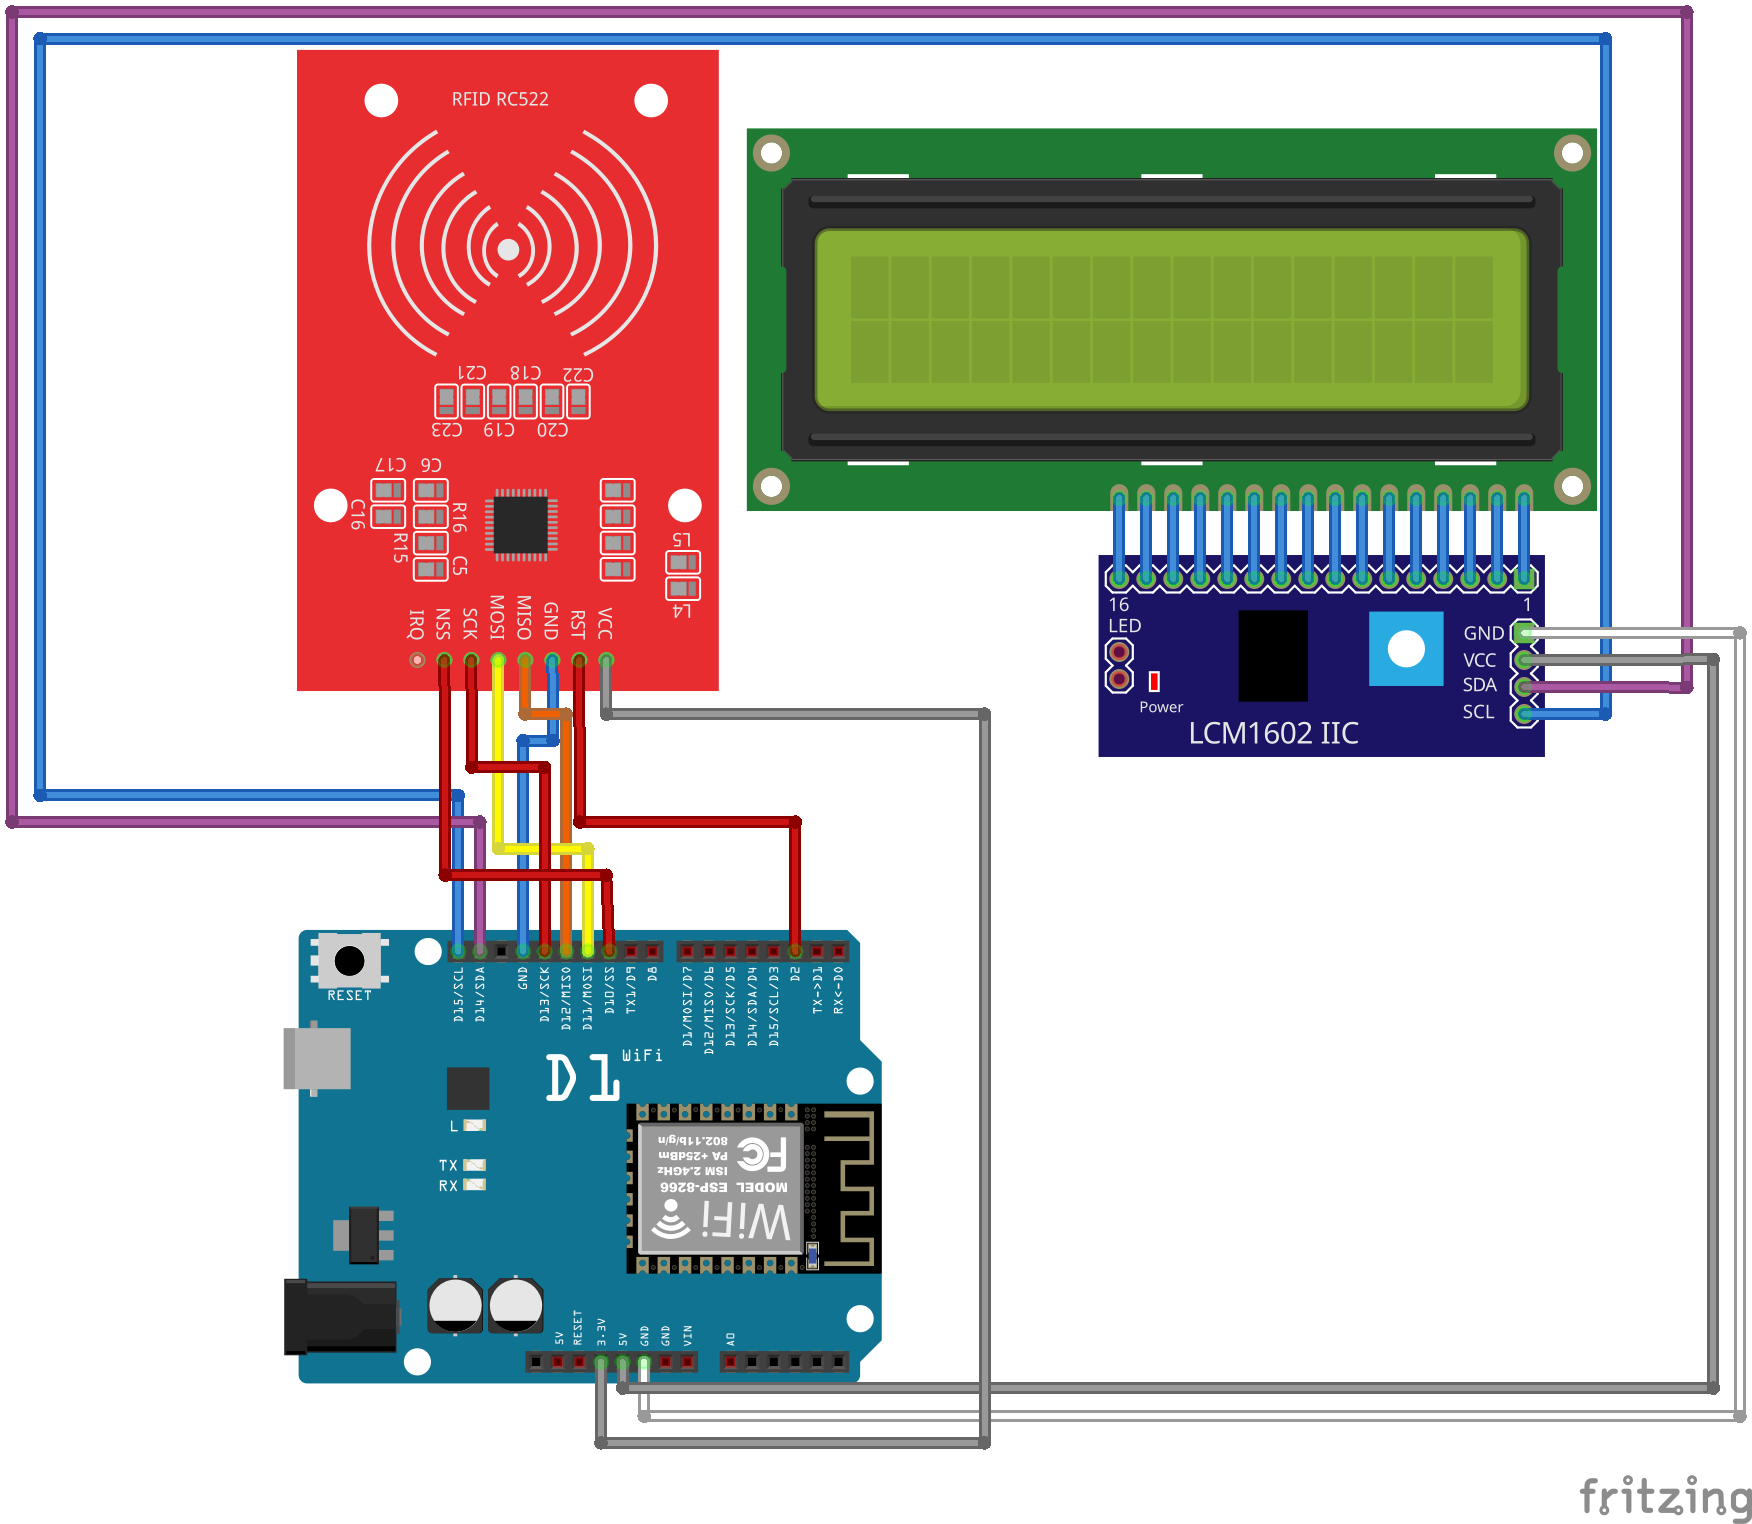 RFID RC522
C21
C18
C22
C23
C19
C20
C17
C6
C16
R16
R15
C5
L5
L4
IRQ
NSS
SCK
MOSI
MISO
GND
RST
VCC
16
1
LED
GND
VCC
SDA
SCL
Power
LCM1602 IIC
RESET
D15/SCL
D14/SDA
GND
D13/SCK
D12/MISO
D11/MOSI
D10/SS
TX1/D9
D8
D1/MOSI/D7
D12/MISO/D6
D13/SCK/D5
D14/SDA/D4
D15/SCL/D3
D2
TX->D1
RX<-D0
D1 WiFi
L
TX
RX
WiFi
MODEL ESP-8266
ISM 2.4GHz
PA +25dBm
802.11b/g/n
FC
5V
RESET
3.3V
5V
GND
GND
VIN
A0
fritzing